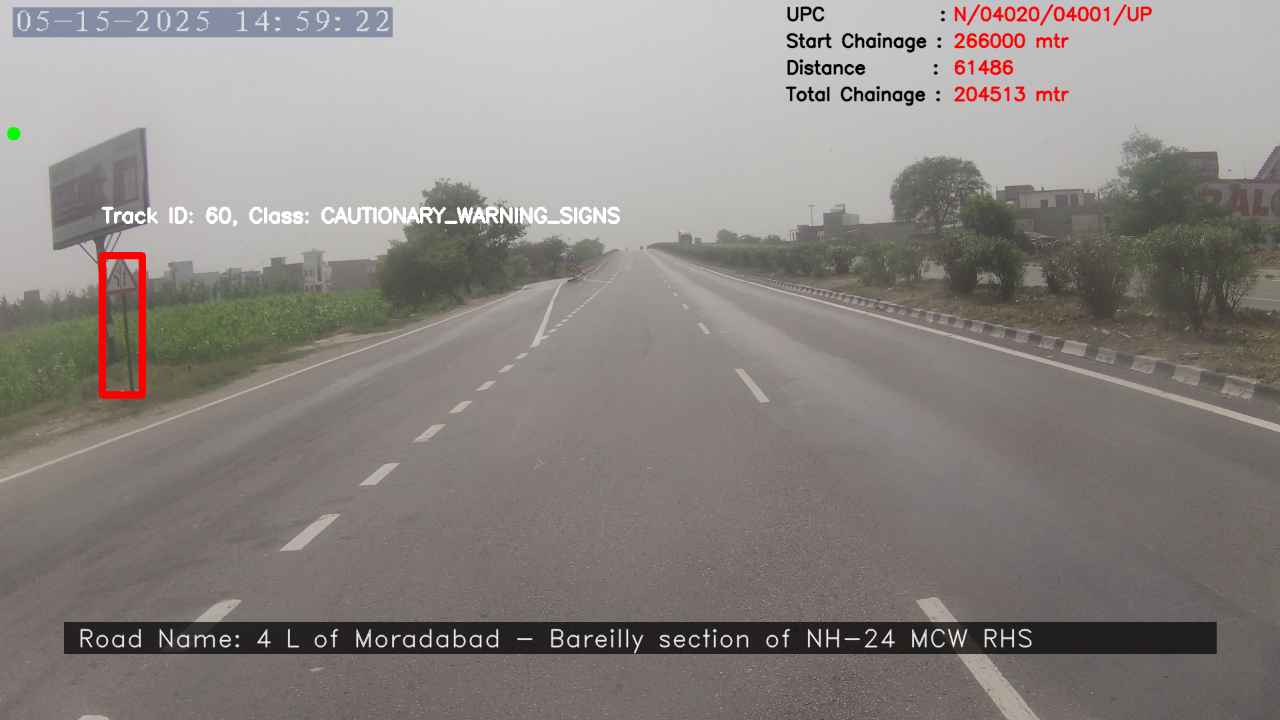 05-15-2025 14:59:22
UPC : N/04020/04001/UP
Start Chainage : 266000 mtr
Distance : 61486
Total Chainage : 204513 mtr
Track ID: 60, Class: CAUTIONARY_WARNING_SIGNS
Road Name: 4 L of Moradabad - Bareilly section of NH-24 MCW RHS